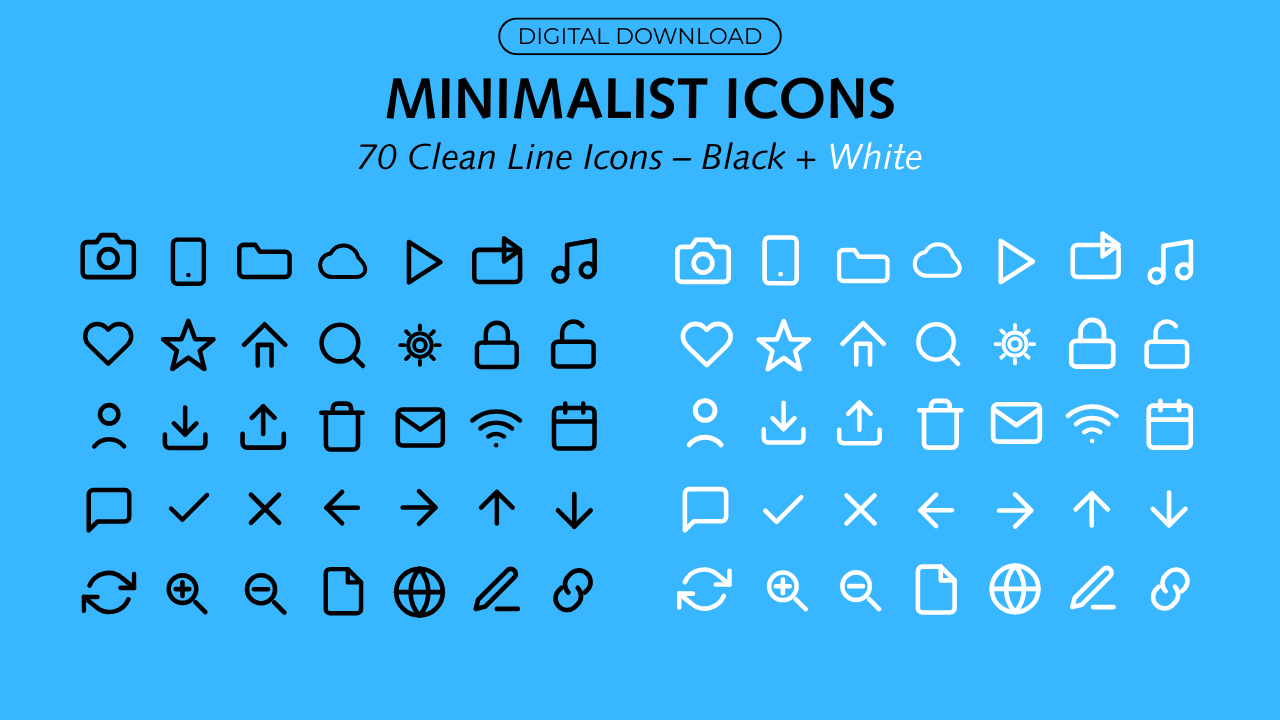 DIGITAL DOWNLOAD
MINIMALIST ICONS
70 Clean Line Icons – Black + White